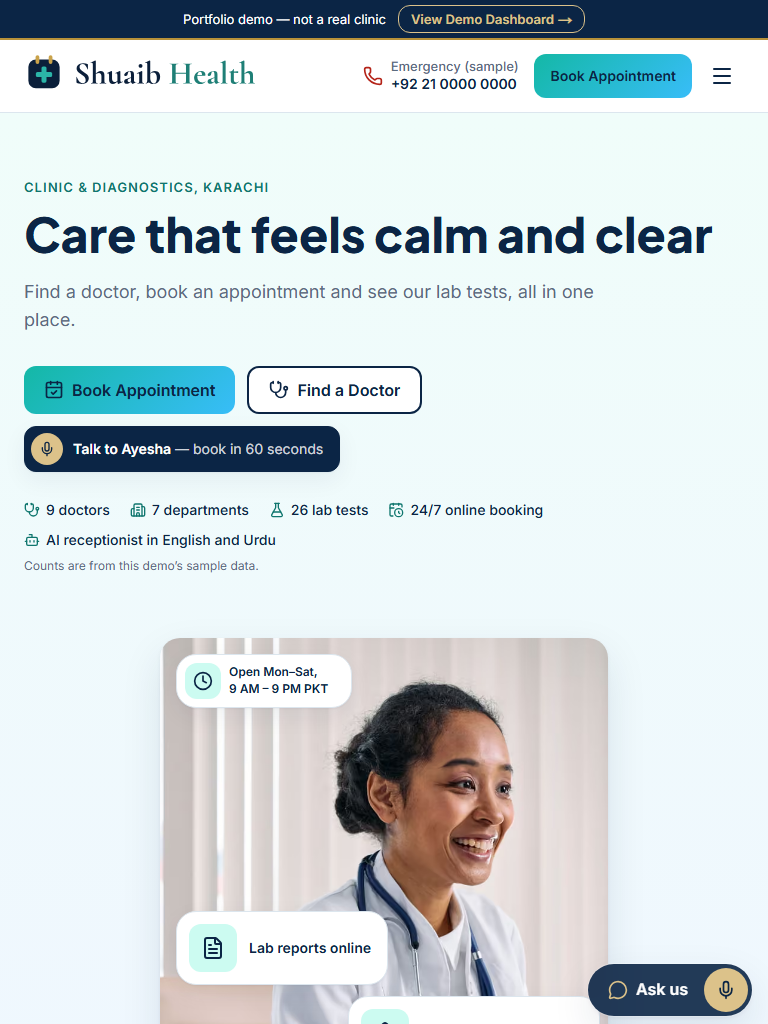 Portfolio demo — not a real clinic View Demo Dashboard →
Shuaib Health
Emergency (sample)
+92 21 0000 0000
Book Appointment
CLINIC & DIAGNOSTICS, KARACHI
Care that feels calm and clear
Find a doctor, book an appointment and see our lab tests, all in one
place.
Book Appointment
Find a Doctor
Talk to Ayesha — book in 60 seconds
9 doctors 7 departments 26 lab tests 24/7 online booking
AI receptionist in English and Urdu
Counts are from this demo’s sample data.
Open Mon–Sat,
9 AM – 9 PM PKT
Lab reports online
Ask us